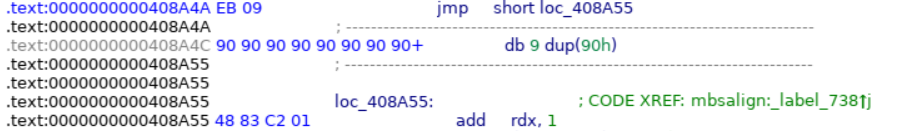 .text:0000000000408A4A EB 09 jmp short loc_408A55
.text:0000000000408A4A ; ---------------------------------------------------------------------------
.text:0000000000408A4C 90 90 90 90 90 90 90 90+ db 9 dup(90h)
.text:0000000000408A55 ; ---------------------------------------------------------------------------
.text:0000000000408A55
.text:0000000000408A55 loc_408A55: ; CODE XREF: mbsalign:_label_738↑j
.text:0000000000408A55 48 83 C2 01 add rdx, 1